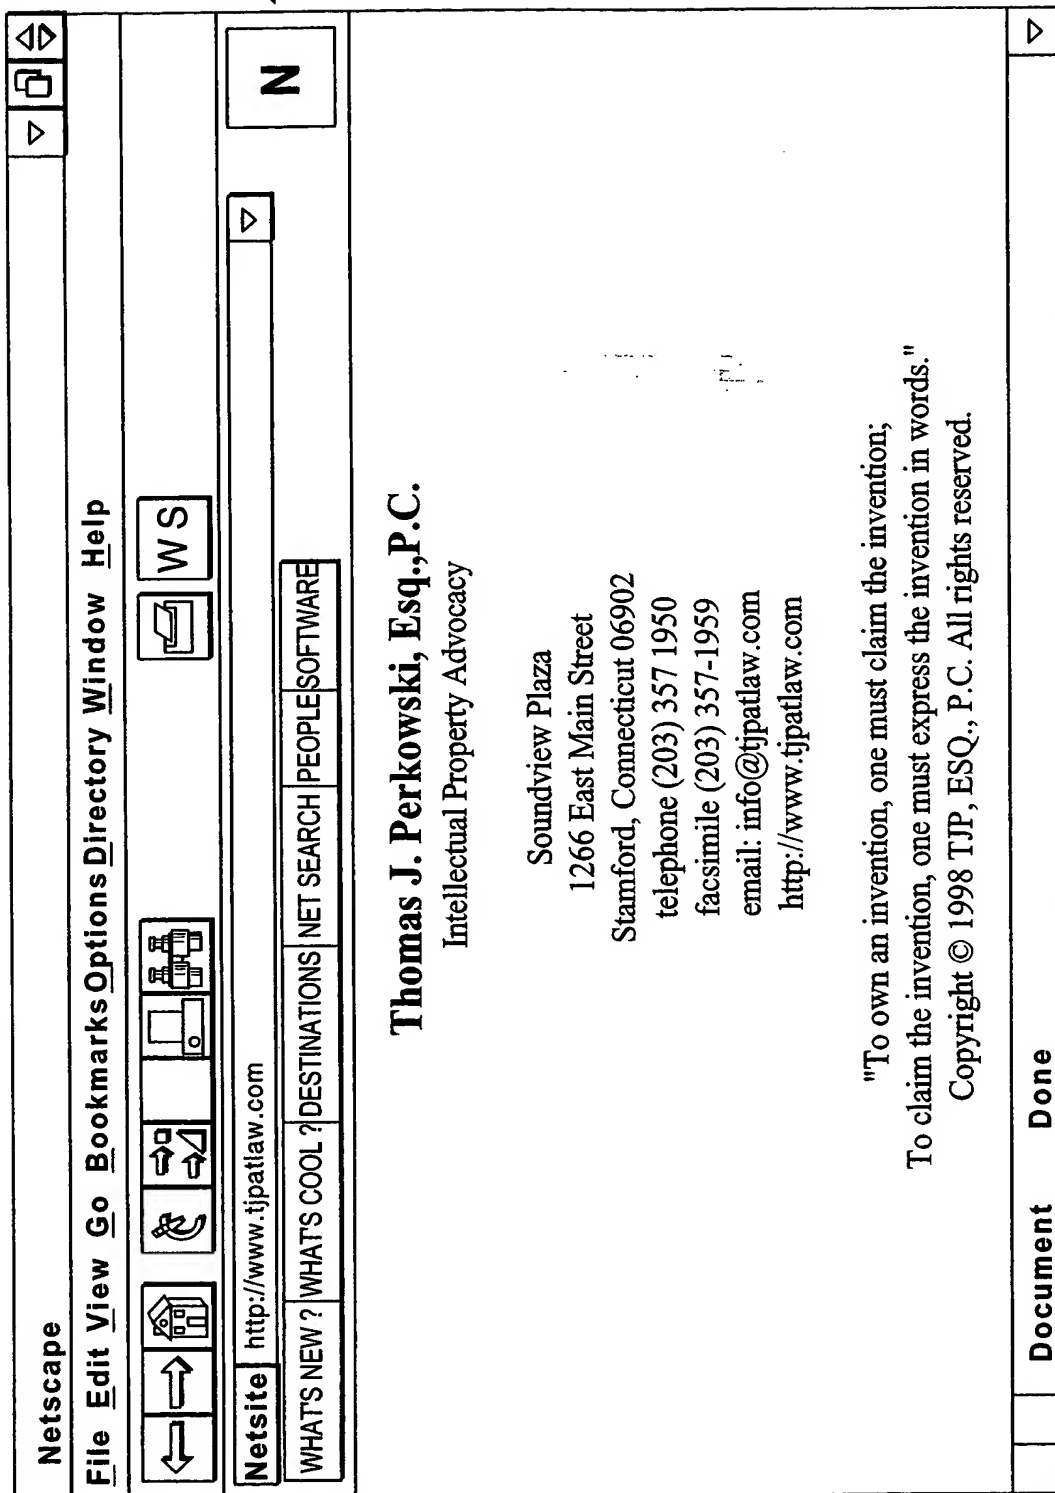 Netscape
File Edit View Go Bookmarks Options Directory Window Help
W S
Netsite http://www.tjpatlaw.com
N
WHAT'S NEW ? WHAT'S COOL ? DESTINATIONS NET SEARCH PEOPLE SOFTWARE
Thomas J. Perkowski, Esq.,P.C.
Intellectual Property Advocacy
Soundview Plaza
1266 East Main Street
Stamford, Connecticut 06902
telephone (203) 357 1950
facsimile (203) 357-1959
email: info@tjpatlaw.com
http://www.tjpatlaw.com
"To own an invention, one must claim the invention;
To claim the invention, one must express the invention in words."
Copyright © 1998 TJP, ESQ., P.C. All rights reserved.
Document Done